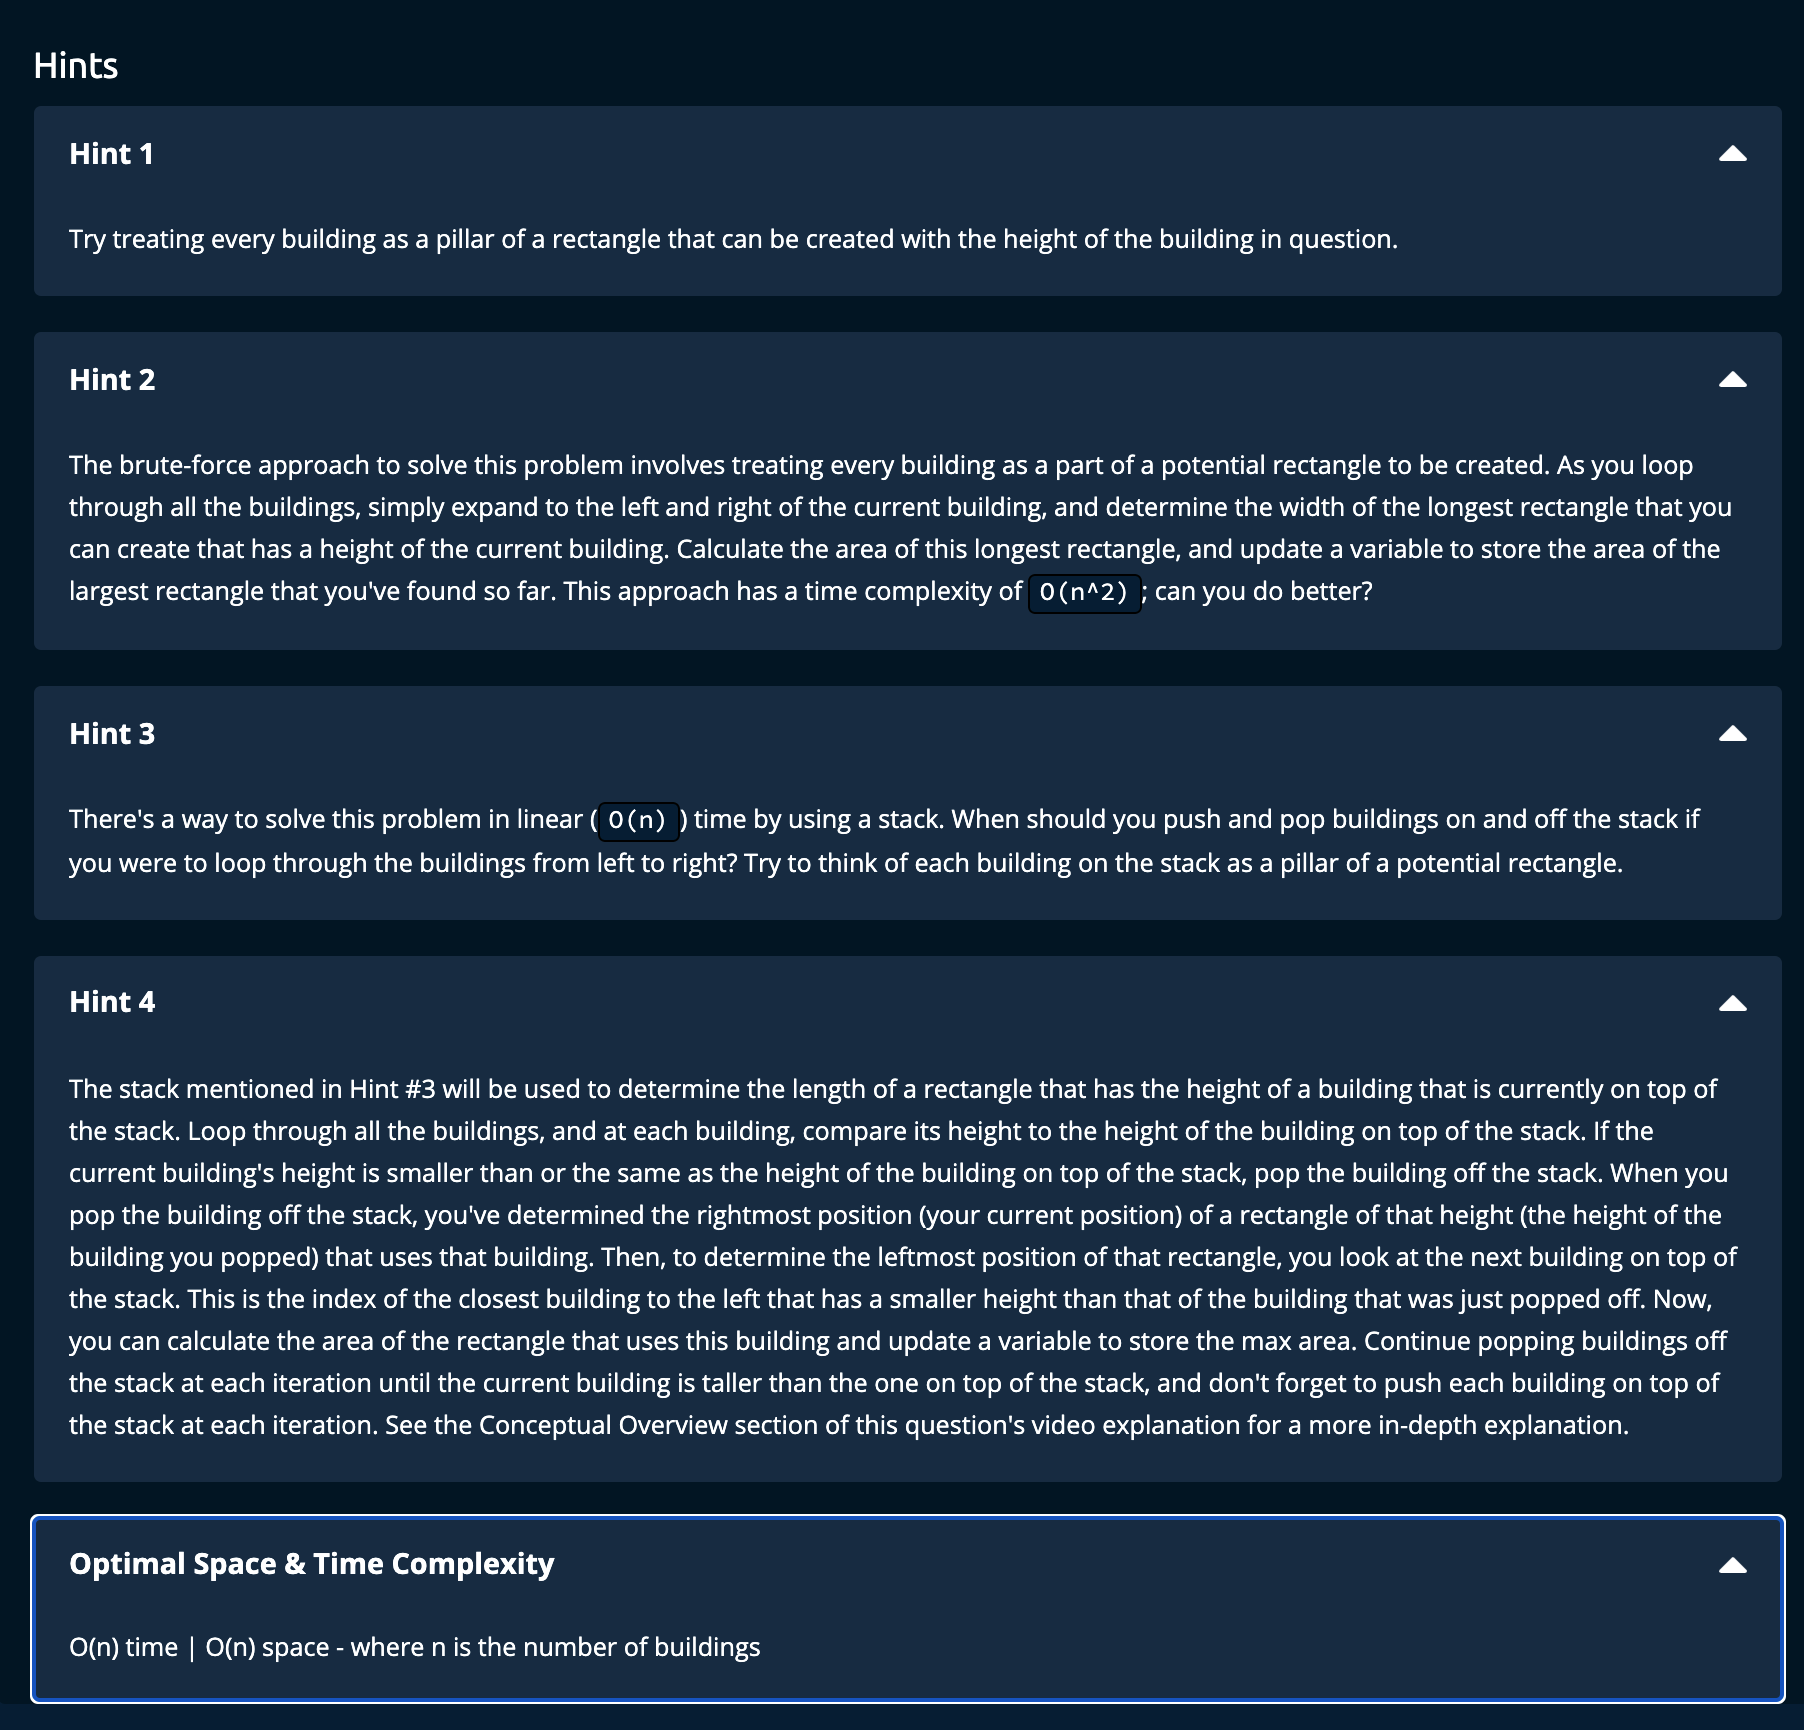 Hints
Hint 1
Try treating every building as a pillar of a rectangle that can be created with the height of the building in question.
Hint 2
The brute-force approach to solve this problem involves treating every building as a part of a potential rectangle to be created. As you loop
through all the buildings, simply expand to the left and right of the current building, and determine the width of the longest rectangle that you
can create that has a height of the current building. Calculate the area of this longest rectangle, and update a variable to store the area of the
largest rectangle that you've found so far. This approach has a time complexity of O(n^2); can you do better?
Hint 3
There's a way to solve this problem in linear (O(n)) time by using a stack. When should you push and pop buildings on and off the stack if
you were to loop through the buildings from left to right? Try to think of each building on the stack as a pillar of a potential rectangle.
Hint 4
The stack mentioned in Hint #3 will be used to determine the length of a rectangle that has the height of a building that is currently on top of
the stack. Loop through all the buildings, and at each building, compare its height to the height of the building on top of the stack. If the
current building's height is smaller than or the same as the height of the building on top of the stack, pop the building off the stack. When you
pop the building off the stack, you've determined the rightmost position (your current position) of a rectangle of that height (the height of the
building you popped) that uses that building. Then, to determine the leftmost position of that rectangle, you look at the next building on top of
the stack. This is the index of the closest building to the left that has a smaller height than that of the building that was just popped off. Now,
you can calculate the area of the rectangle that uses this building and update a variable to store the max area. Continue popping buildings off
the stack at each iteration until the current building is taller than the one on top of the stack, and don't forget to push each building on top of
the stack at each iteration. See the Conceptual Overview section of this question's video explanation for a more in-depth explanation.
Optimal Space & Time Complexity
O(n) time | O(n) space - where n is the number of buildings